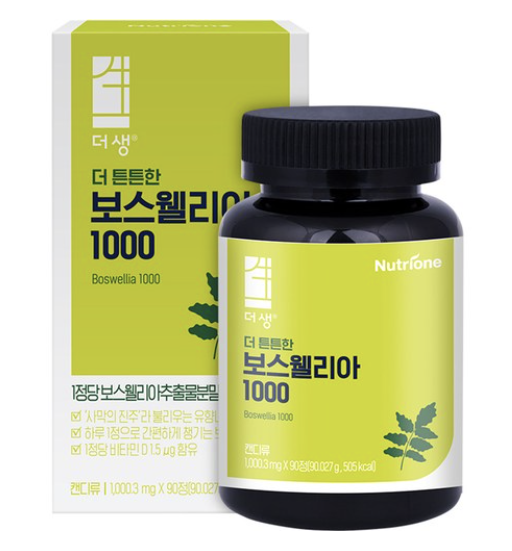 Nutrione
더 생
더 튼튼한
보스웰리아
1000
Boswellia 1000
1정당 보스웰리아추출물분말
'사막의 진주'라 불리우는 유향나
하루 1정으로 간편하게 챙기는
1정당 비타민 D 1.5 μg 함유
캔디류 | 1,000.3 mg X 90정(90.027
Nutrione
더 생
더 튼튼한
보스웰리아
1000
Boswellia 1000
캔디류
1,000.3 mg X 90정(90.027 g, 505 kcal)